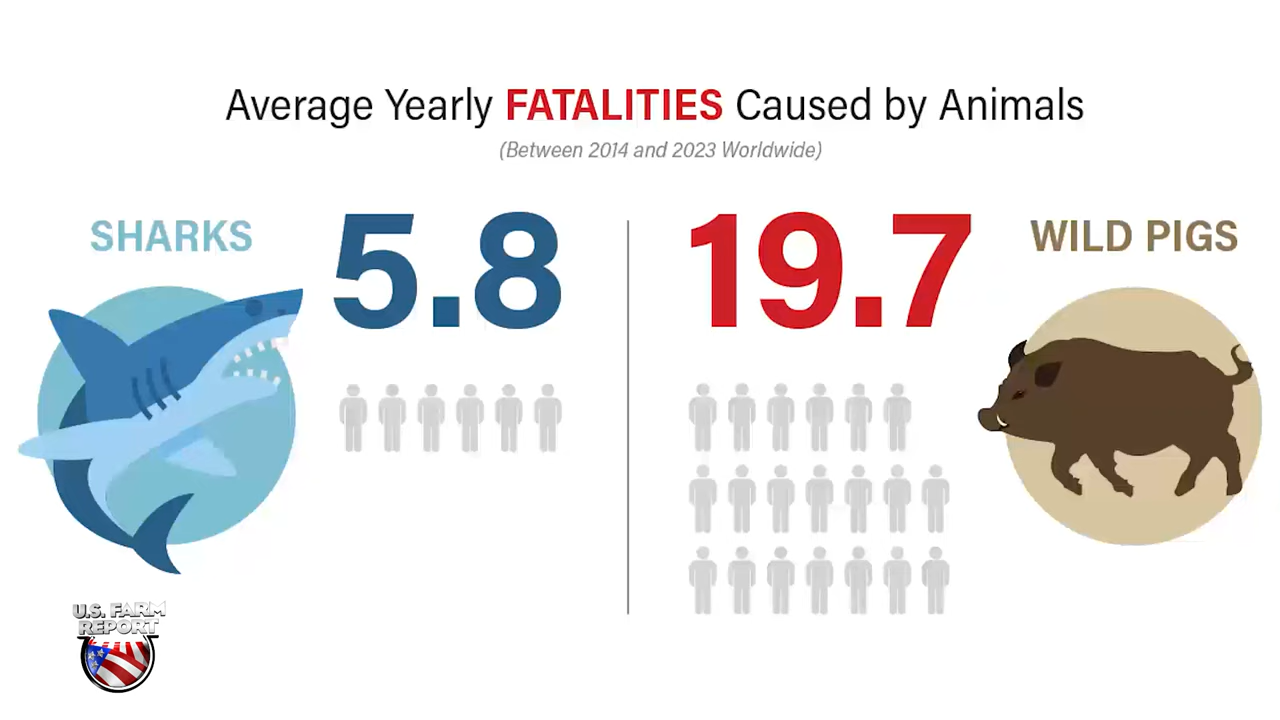 Average Yearly FATALITIES Caused by Animals
(Between 2014 and 2023 Worldwide)
SHARKS
5.8
19.7
WILD PIGS
U.S. FARM
REPORT